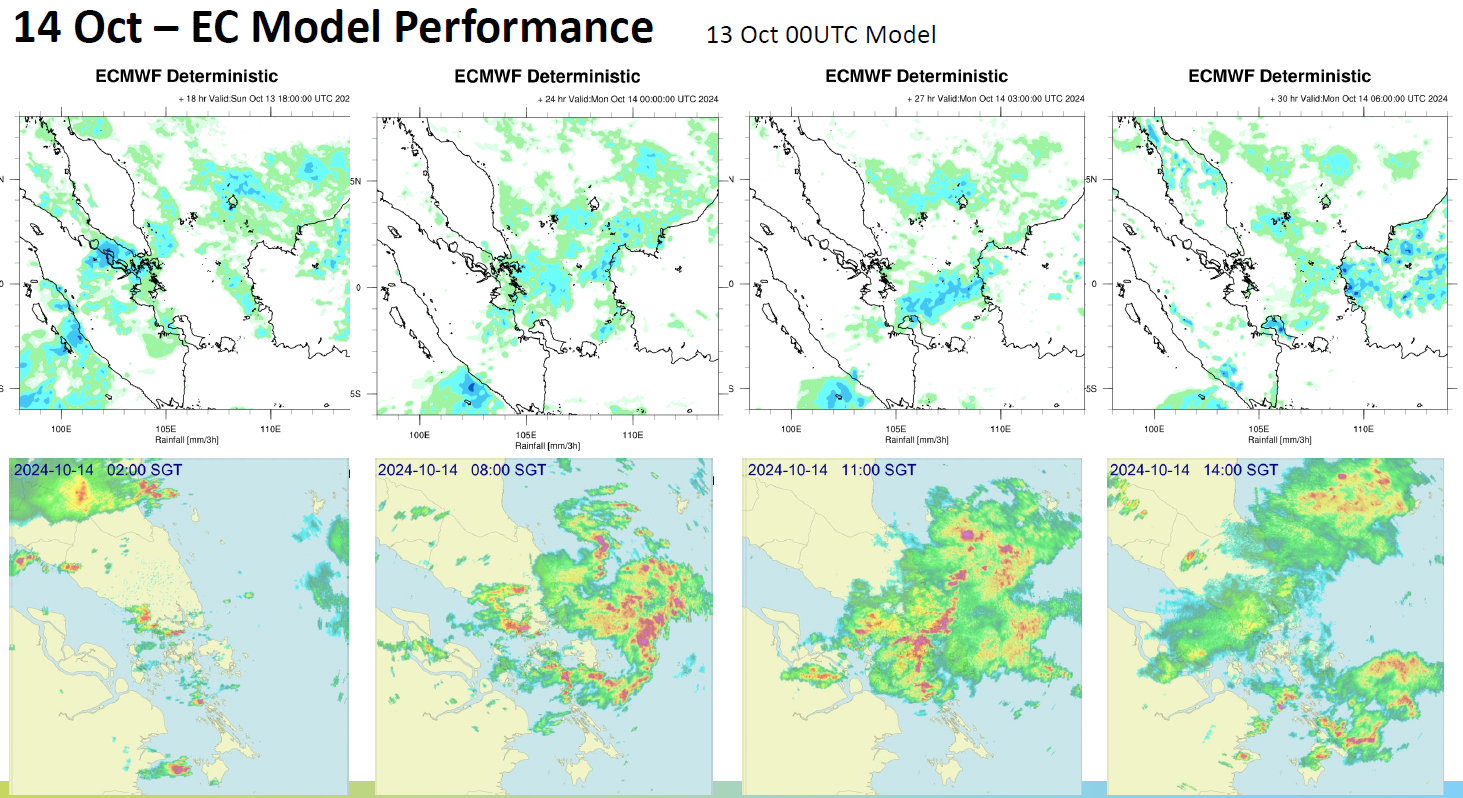 14 Oct – EC Model Performance 13 Oct 00UTC Model
ECMWF Deterministic
+ 18 hr Valid:Sun Oct 13 18:00:00 UTC 202
N
0
S
100E 105E 110E
Rainfall [mm/3h]
ECMWF Deterministic
+ 24 hr Valid:Mon Oct 14 00:00:00 UTC 2024
5N
0
5S
100E 105E 110E
Rainfall [mm/3h]
ECMWF Deterministic
+ 27 hr Valid:Mon Oct 14 03:00:00 UTC 2024
N
0
S
100E 105E 110E
Rainfall [mm/3h]
ECMWF Deterministic
+ 30 hr Valid:Mon Oct 14 06:00:00 UTC 2024
5N
0
5S
100E 105E 110E
Rainfall [mm/3h]
2024-10-14 02:00 SGT
2024-10-14 08:00 SGT
2024-10-14 11:00 SGT
2024-10-14 14:00 SGT